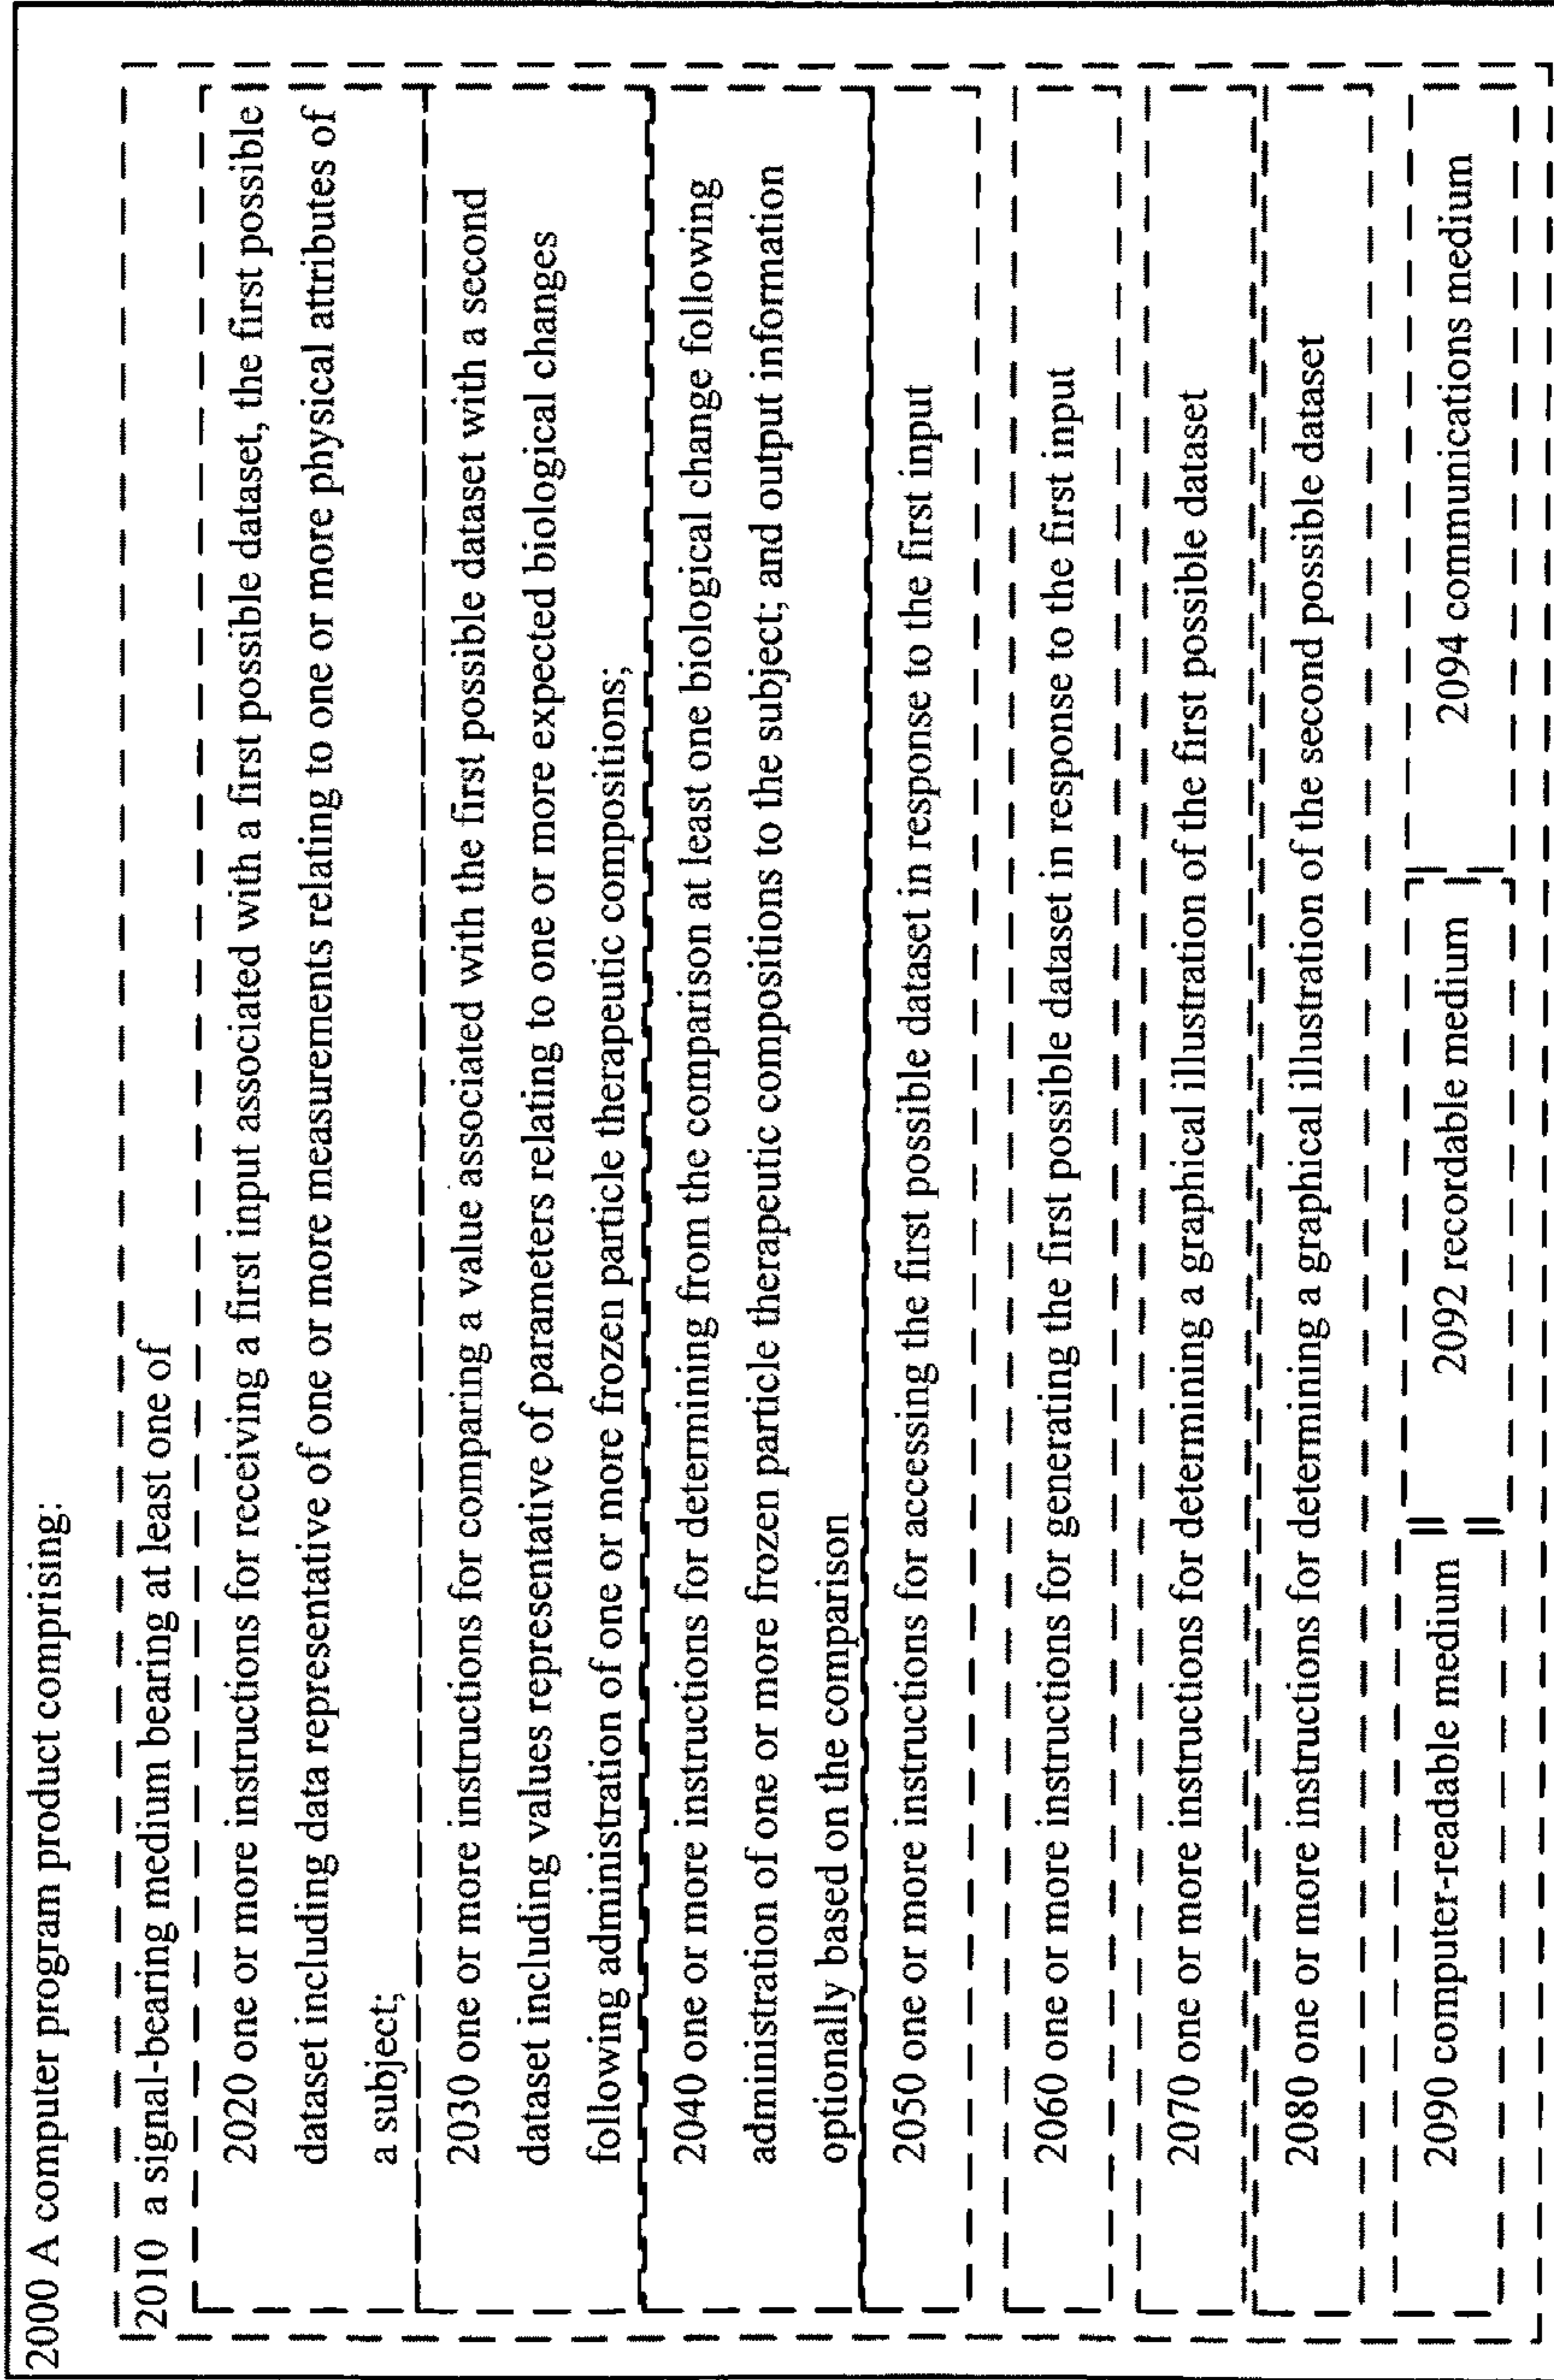 2000 A computer program product comprising:
2010 a signal-bearing medium bearing at least one of
2020 one or more instructions for receiving a first input associated with a first possible dataset, the first possible
dataset including data representative of one or more measurements relating to one or more physical attributes of
a subject;
2030 one or more instructions for comparing a value associated with the first possible dataset with a second
dataset including values representative of parameters relating to one or more expected biological changes
following administration of one or more frozen particle therapeutic compositions;
2040 one or more instructions for determining from the comparison at least one biological change following
administration of one or more frozen particle therapeutic compositions to the subject; and output information
optionally based on the comparison
2050 one or more instructions for accessing the first possible dataset in response to the first input
2060 one or more instructions for generating the first possible dataset in response to the first input
2070 one or more instructions for determining a graphical illustration of the first possible dataset
2080 one or more instructions for determining a graphical illustration of the second possible dataset
2090 computer-readable medium
2092 recordable medium
2094 communications medium